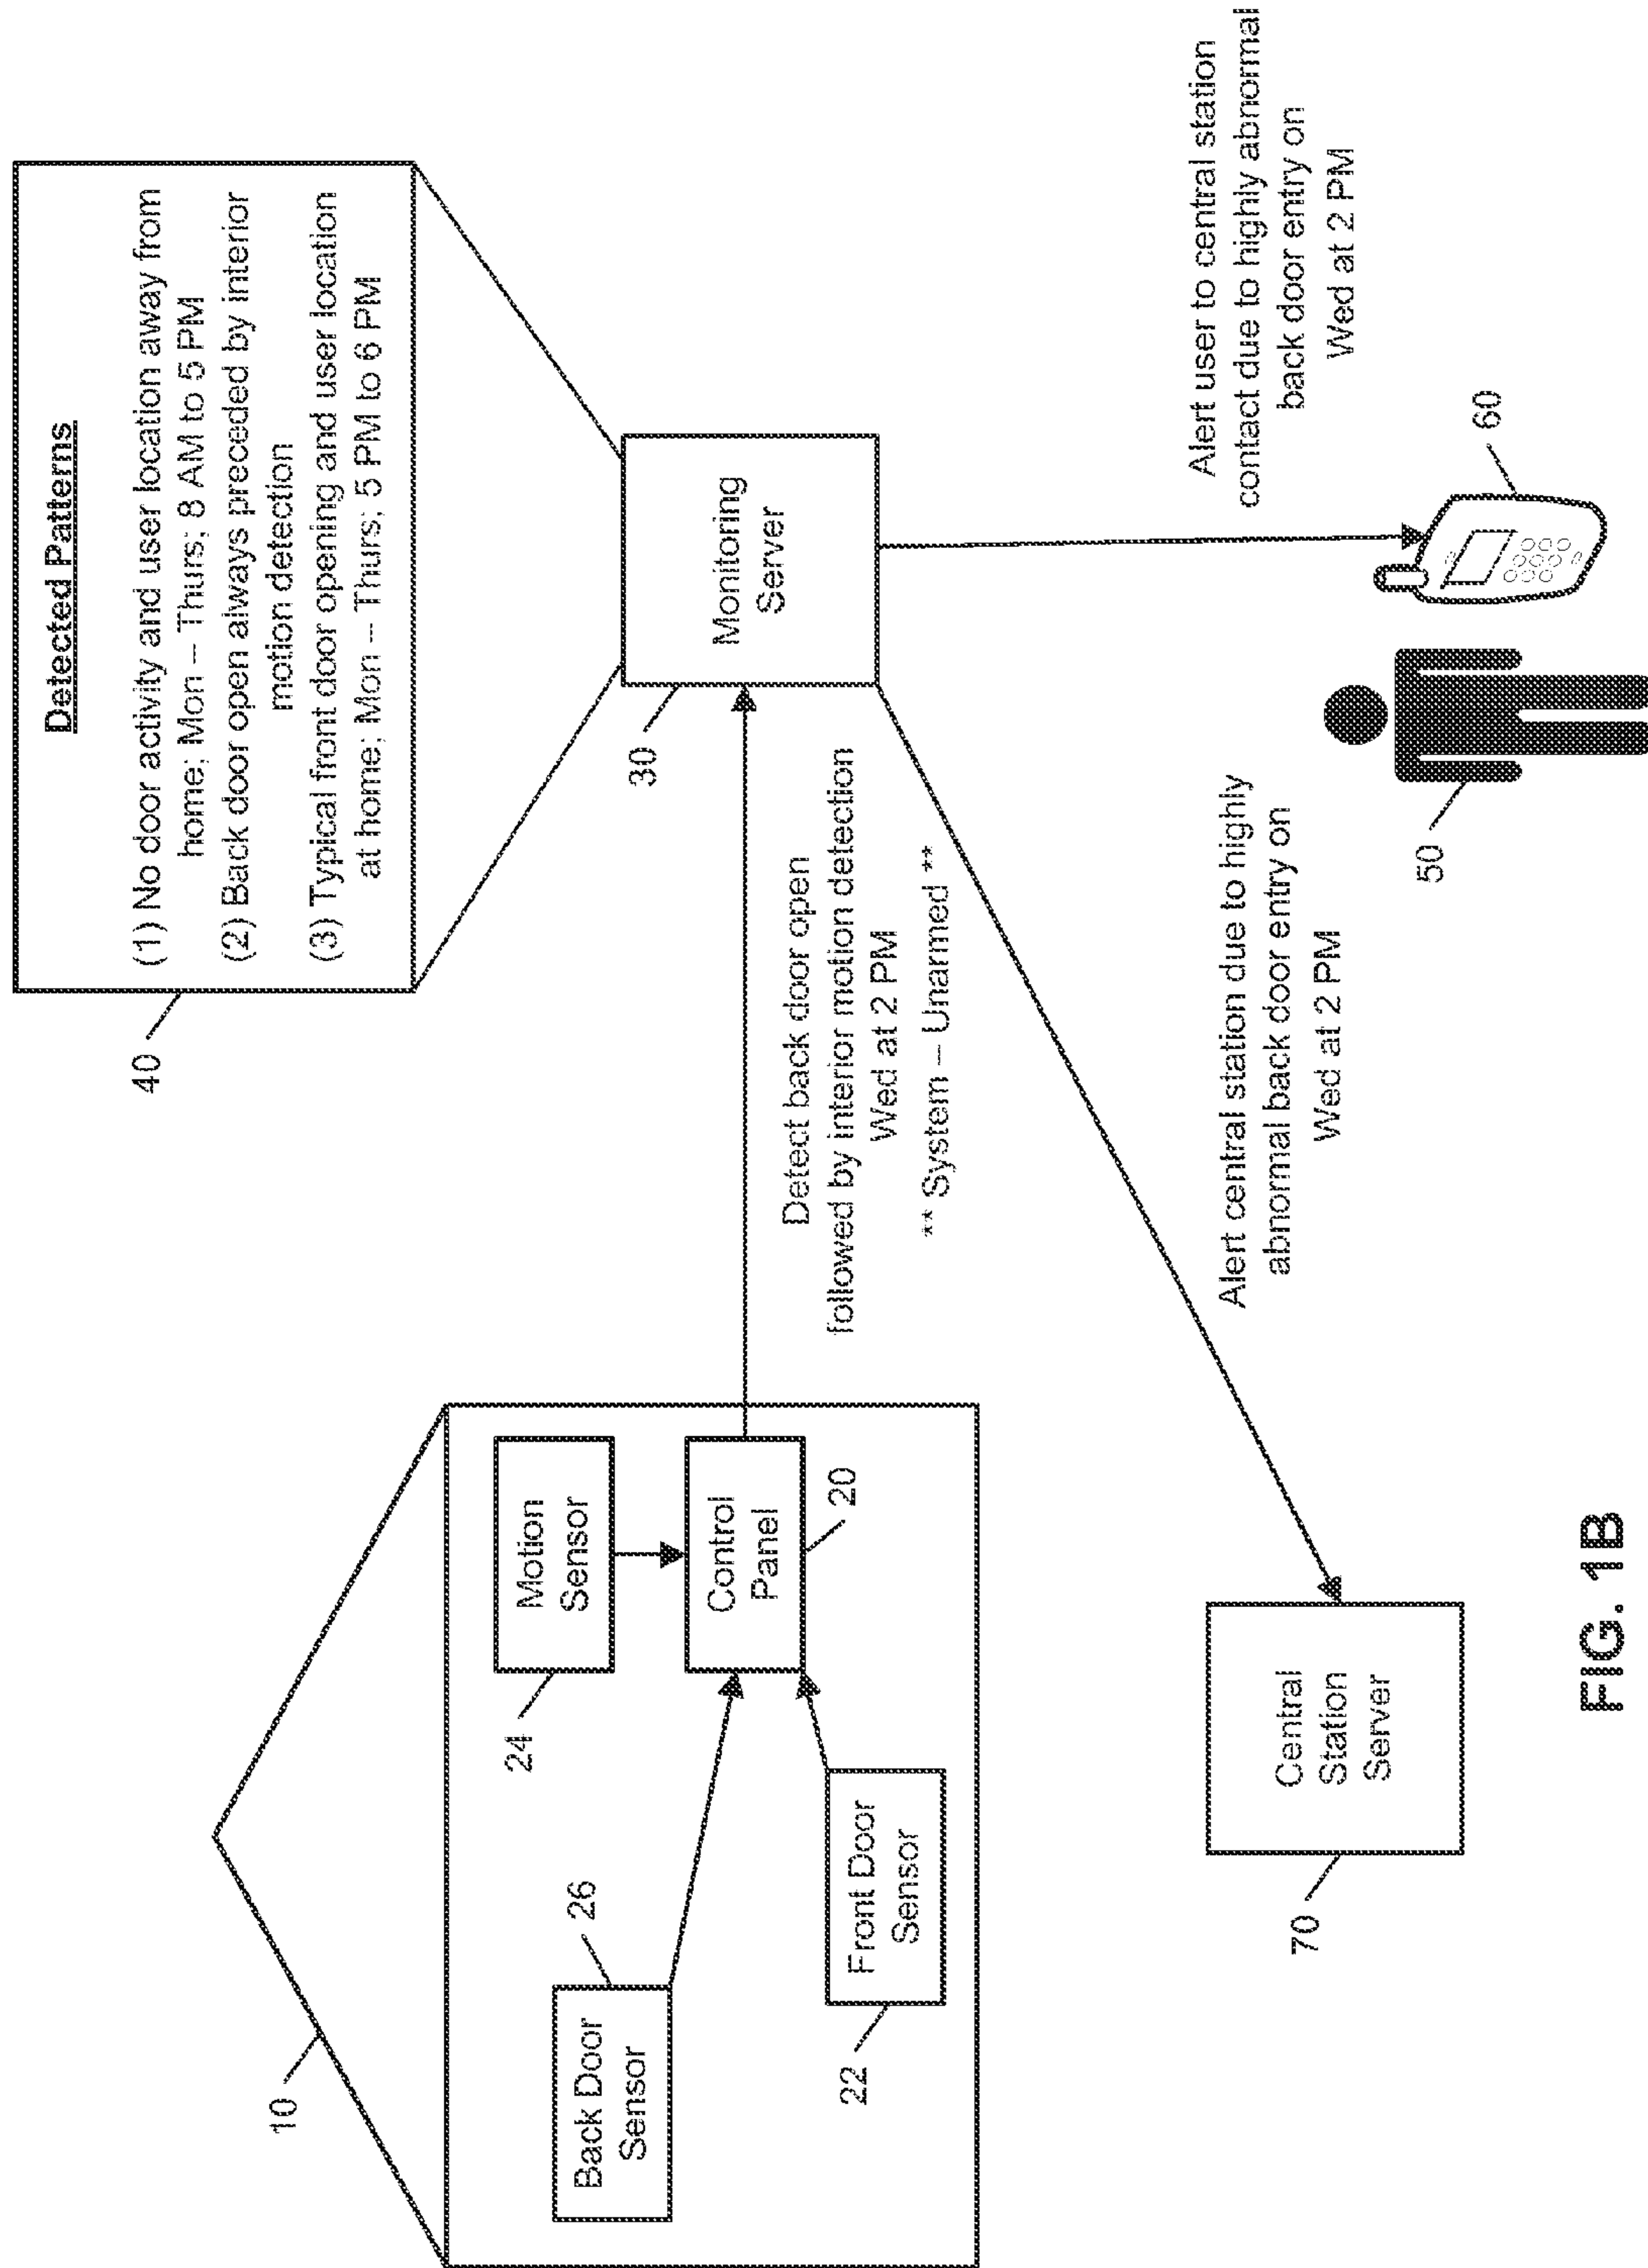 Detected Patterns
(1) No door activity and user location away from
home; Mon – Thurs; 8 AM to 5 PM
(2) Back door open always preceded by interior
motion detection
(3) Typical front door opening and user location
at home; Mon – Thurs; 5 PM to 6 PM
40
10
Back Door
Sensor
26
Motion
Sensor
24
Control
Panel
20
Front Door
Sensor
22
Detect back door open
followed by interior motion detection
Wed at 2 PM
** System – Unarmed **
30
Monitoring
Server
Alert central station due to highly
abnormal back door entry on
Wed at 2 PM
Alert user to central station
contact due to highly abnormal
back door entry on
Wed at 2 PM
Central
Station
Server
70
50
60
FIG. 1B